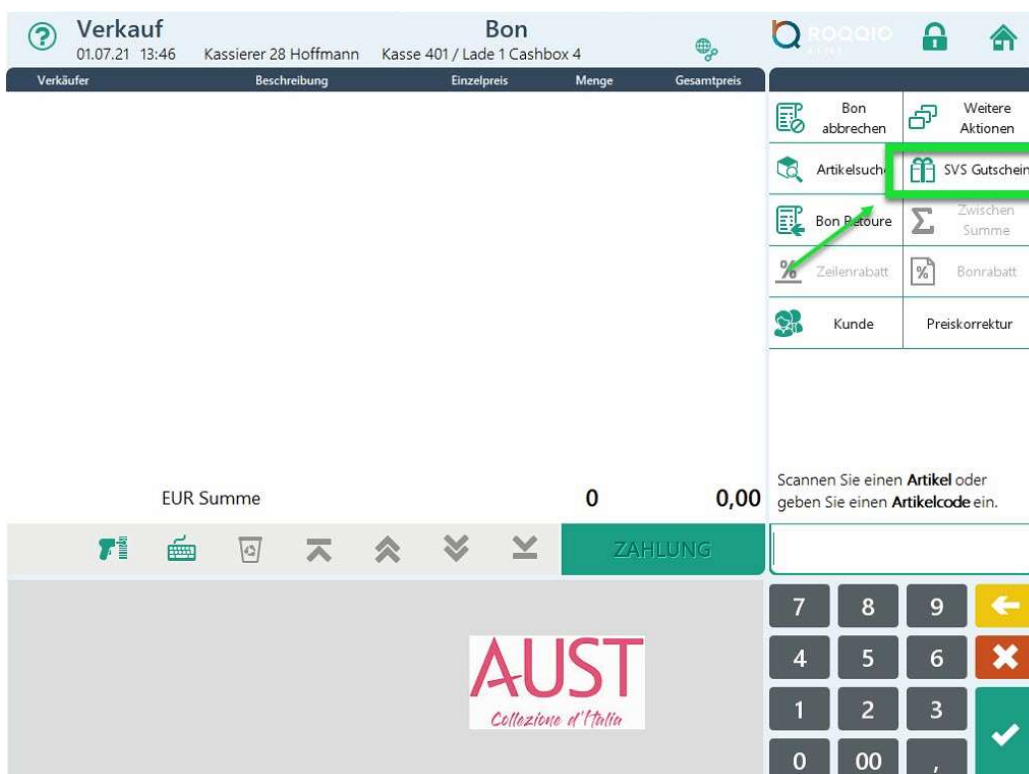 Verkauf
Bon
01.07.21 13:46 Kassierer 28 Hoffmann Kasse 401 / Lade 1 Cashbox 4
ROQQIO
Verkäufer Beschreibung Einzelpreis Menge Gesamtpreis
Bon
abbrechen
Weitere
Aktionen
Artikelsuche
SVS Gutschein
Bon Retoure
Zwischen
Summe
Zeilenrabatt
Bonrabatt
Kunde
Preiskorrektur
Scannen Sie einen Artikel oder
geben Sie einen Artikelcode ein.
EUR Summe 0 0,00
ZAHLUNG
7 8 9
4 5 6
1 2 3
0 00 ,
AUST
Collezione d'Italia